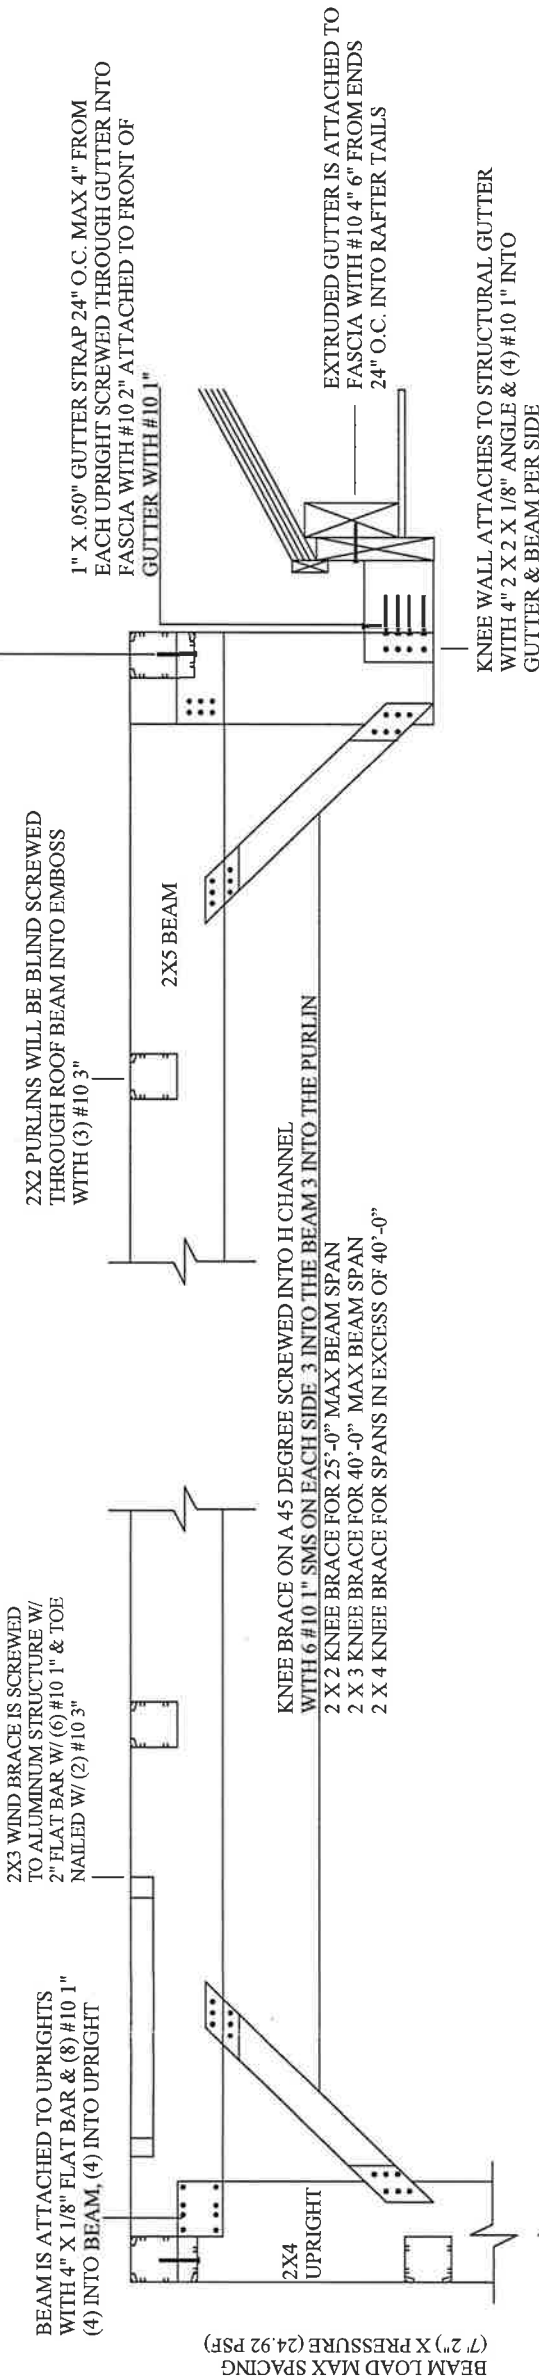 BEAM IS ATTACHED TO UPRIGHTS
WITH 4" X 1/8" FLAT BAR & (8) #10 1"
(4) INTO BEAM, (4) INTO UPRIGHT
2X3 WIND BRACE IS SCREWED
TO ALUMINUM STRUCTURE W/
2" FLAT BAR W/ (6) #10 1" & TOE
NAILED W/ (2) #10 3"
2X2 PURLINS WILL BE BLIND SCREWED
THROUGH ROOF BEAM INTO EMBOSS
WITH (3) #10 3"
1" X .050" GUTTER STRAP 24" O.C. MAX 4" FROM
EACH UPRIGHT SCREWED THROUGH GUTTER INTO
FASCIA WITH #10 2" ATTACHED TO FRONT OF
GUTTER WITH #10 1"
2X5 BEAM
2X4
UPRIGHT
KNEE BRACE ON A 45 DEGREE SCREWED INTO H CHANNEL
WITH 6 #10 1" SMS ON EACH SIDE 3 INTO THE BEAM 3 INTO THE PURLIN
2 X 2 KNEE BRACE FOR 25'-0" MAX BEAM SPAN
2 X 3 KNEE BRACE FOR 40'-0" MAX BEAM SPAN
2 X 4 KNEE BRACE FOR SPANS IN EXCESS OF 40'-0"
EXTRUDED GUTTER IS ATTACHED TO
FASCIA WITH #10 4" 6" FROM ENDS
24" O.C. INTO RAFTER TAILS
KNEE WALL ATTACHES TO STRUCTURAL GUTTER
WITH 4" 2 X 2 X 1/8" ANGLE & (4) #10 1" INTO
GUTTER & BEAM PER SIDE
BEAM LOAD MAX SPACING
(7' 2") X PRESSURE (24.92 PSF)